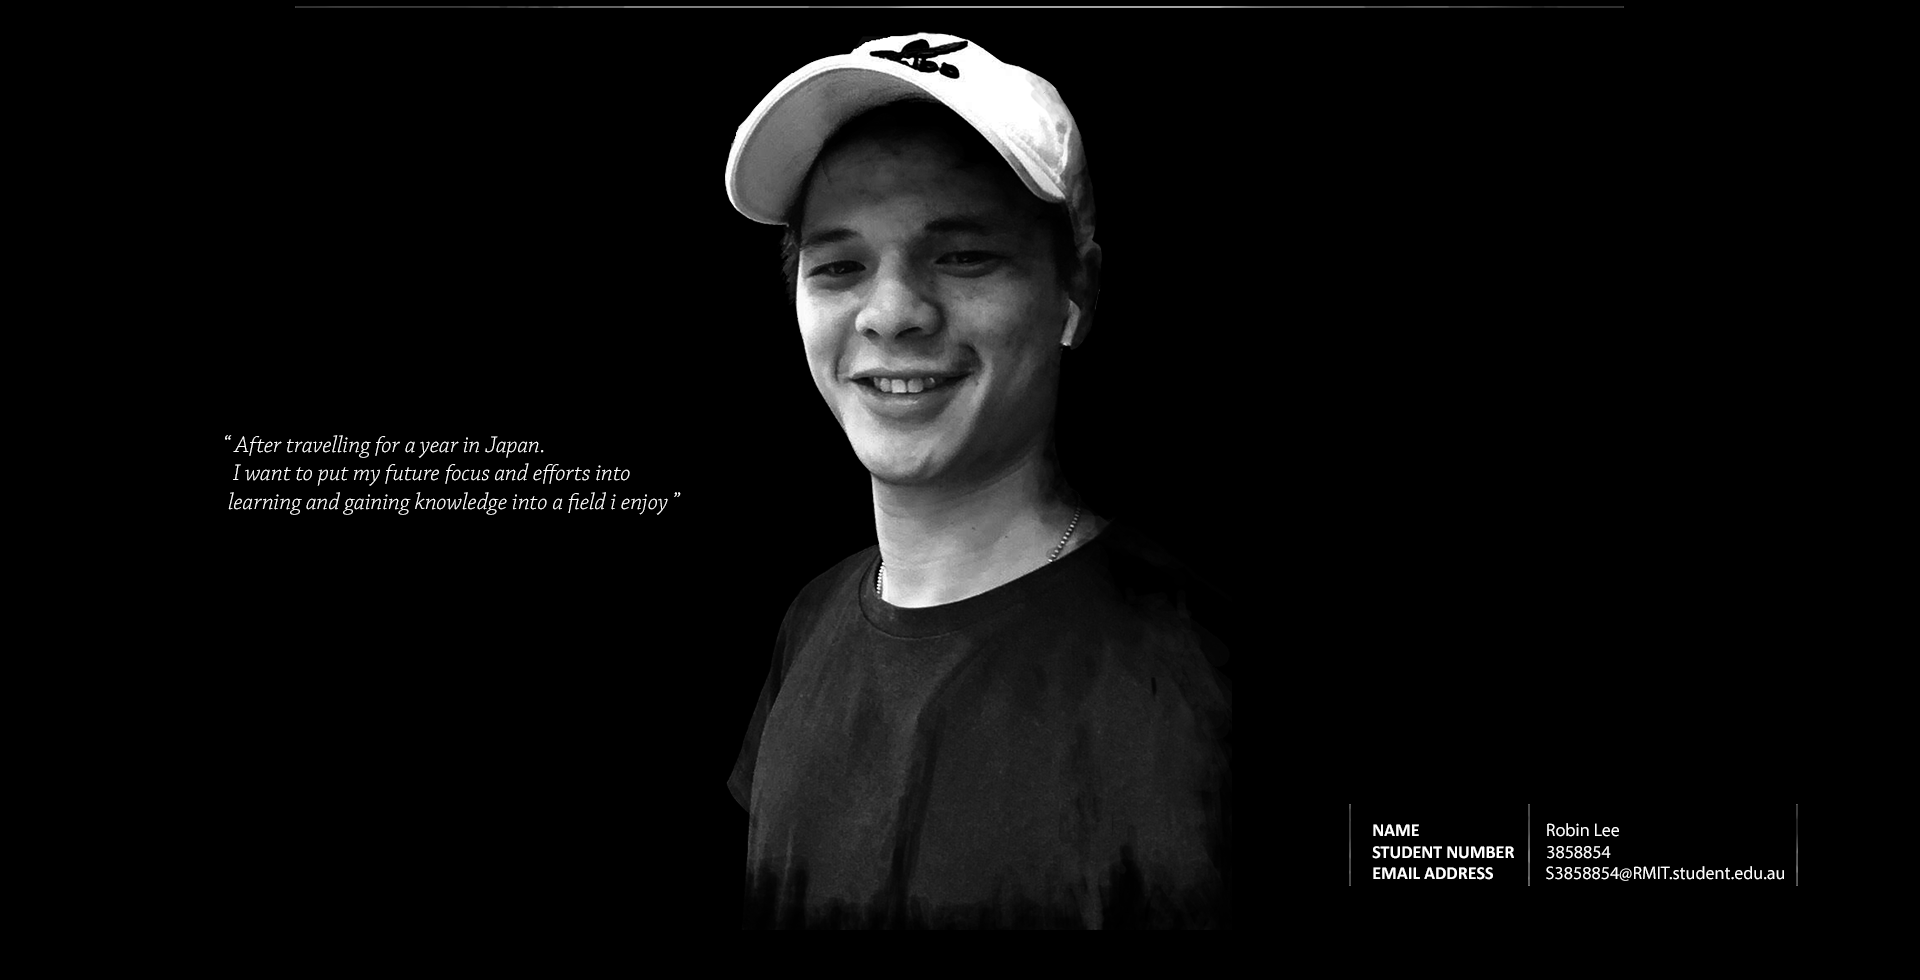 “ After travelling for a year in Japan.
I want to put my future focus and efforts into
learning and gaining knowledge into a field i enjoy ”
NAME Robin Lee
STUDENT NUMBER 3858854
EMAIL ADDRESS S3858854@RMIT.student.edu.au